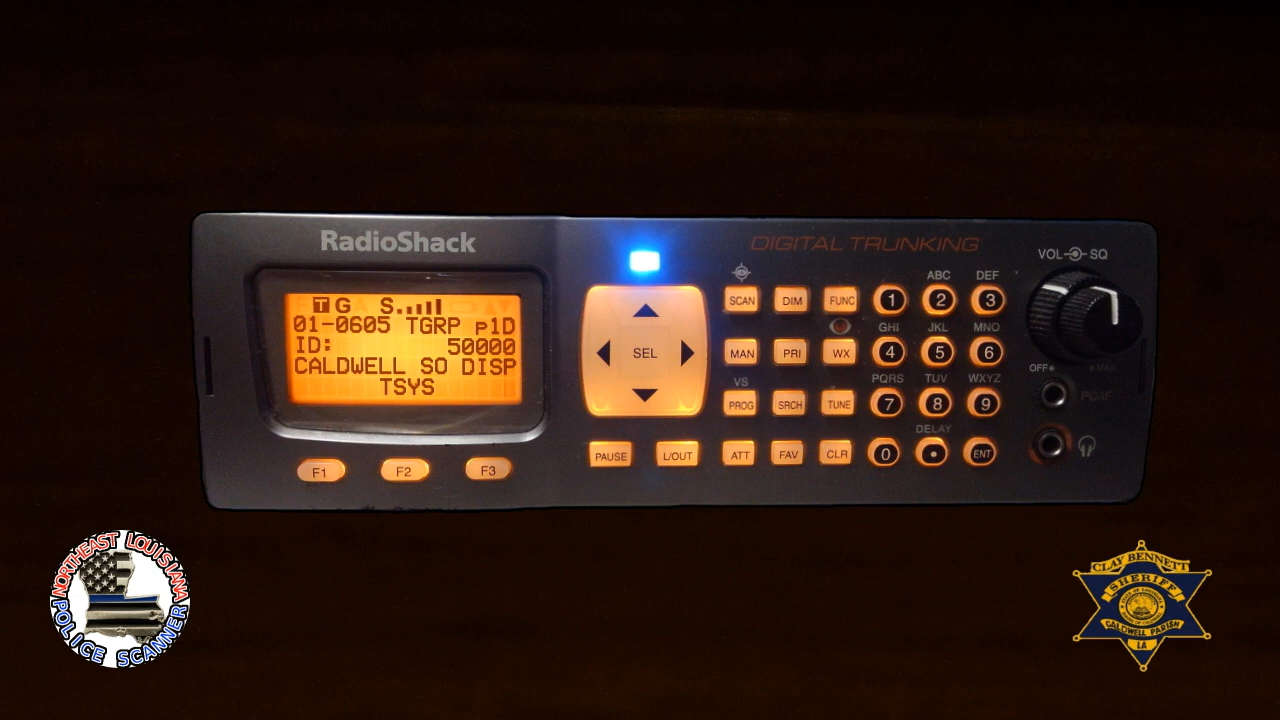 RadioShack
DIGITAL TRUNKING
VOL SQ
T G S
01-0605 TGRP p1D
ID: 50000
CALDWELL SO DISP
TSYS
F1 F2 F3
SEL
PAUSE L/OUT
ABC DEF
SCAN DIM FUNC 1 2 3
GHI JKL MNO
MAN PRI WX 4 5 6
VS PQRS TUV WXYZ
PROG SRCH TUNE 7 8 9
DELAY
ATT FAV CLR 0 • ENT
OFF MAX
PC/IF
NORTHEAST LOUISIANA
POLICE SCANNER
CLAY BENNETT
SHERIFF
CALDWELL PARISH
LA